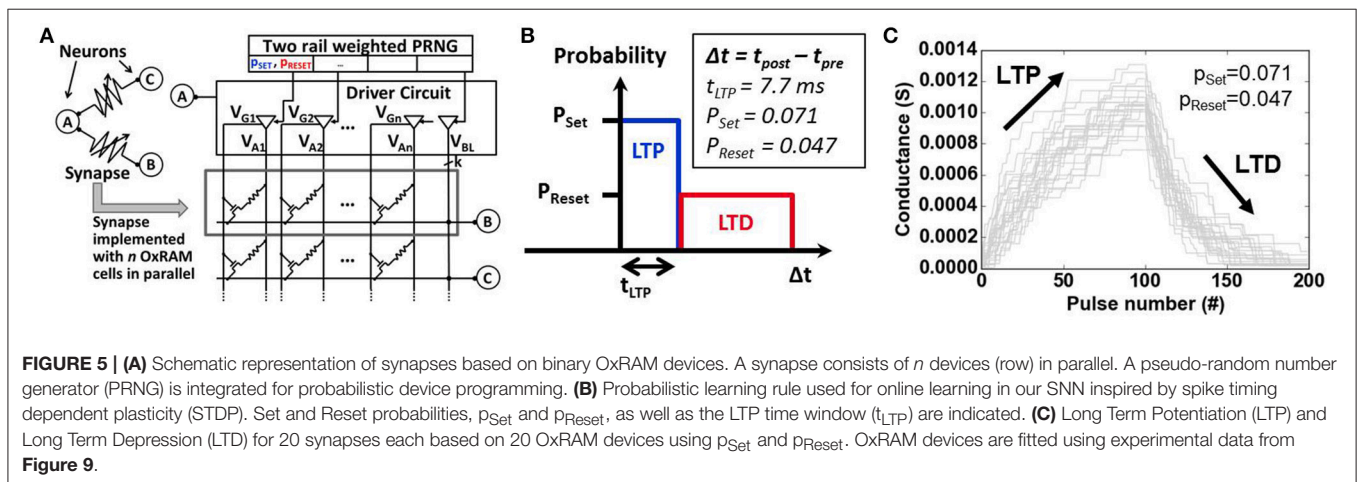 A
Neurons
C
A
B
Synapse
Synapse
implemented
with n OxRAM
cells in parallel
Two rail weighted PRNG
pSET , pRESET
...
A
Driver Circuit
VG1
VG2
...
VGn
VA1
VA2
VAn
VBL
k
...
B
...
C
B
Probability
Δt = tpost – tpre
tLTP = 7.7 ms
PSet = 0.071
PReset = 0.047
PSet
LTP
PReset
LTD
tLTP
Δt
C
Conductance (S)
0.0014
0.0012
0.0010
0.0008
0.0006
0.0004
0.0002
0.0000
LTP
pSet=0.071
pReset=0.047
LTD
0
50
100
150
200
Pulse number (#)
FIGURE 5 | (A) Schematic representation of synapses based on binary OxRAM devices. A synapse consists of n devices (row) in parallel. A pseudo-random number
generator (PRNG) is integrated for probabilistic device programming. (B) Probabilistic learning rule used for online learning in our SNN inspired by spike timing
dependent plasticity (STDP). Set and Reset probabilities, pSet and pReset, as well as the LTP time window (tLTP) are indicated. (C) Long Term Potentiation (LTP) and
Long Term Depression (LTD) for 20 synapses each based on 20 OxRAM devices using pSet and pReset. OxRAM devices are fitted using experimental data from
Figure 9.